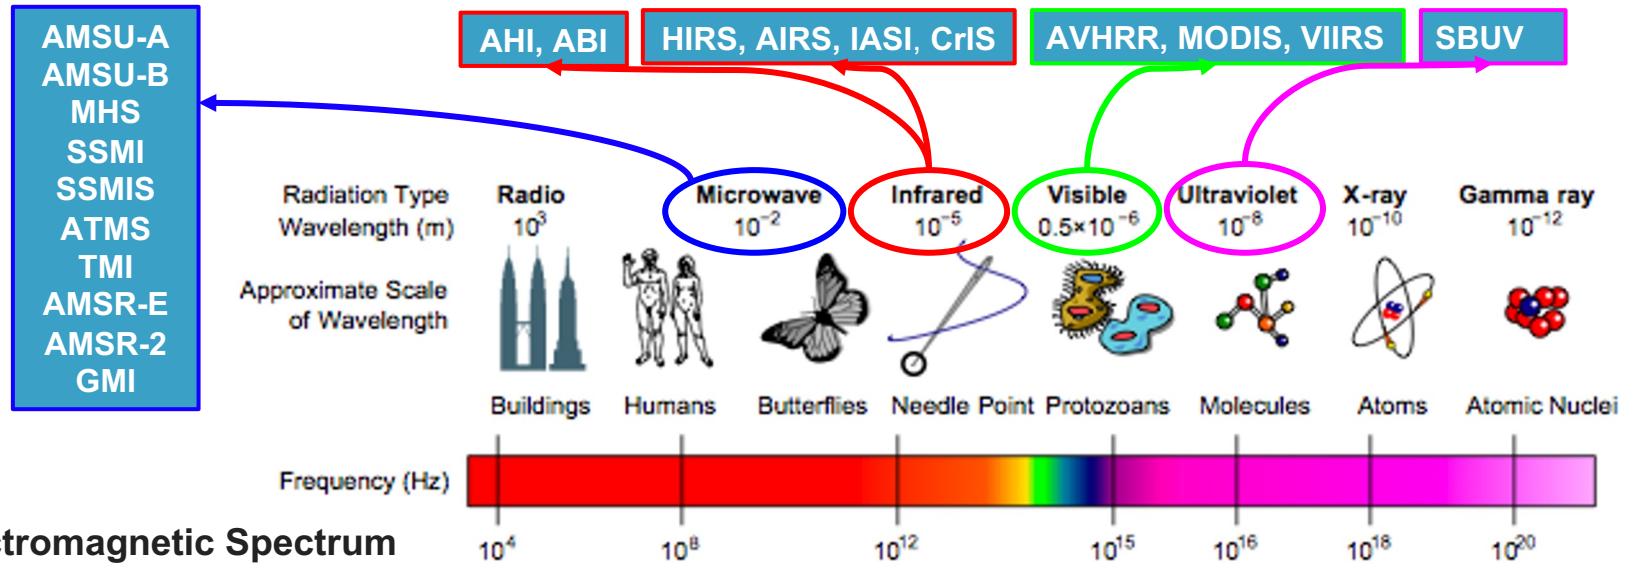 AMSU-A
AMSU-B
MHS
SSMI
SSMIS
ATMS
TMI
AMSR-E
AMSR-2
GMI
AHI, ABI
HIRS, AIRS, IASI, CrIS
AVHRR, MODIS, VIIRS
SBUV
Radiation Type Radio Microwave Infrared Visible Ultraviolet X-ray Gamma ray
Wavelength (m) 10³ 10⁻² 10⁻⁵ 0.5×10⁻⁶ 10⁻⁸ 10⁻¹⁰ 10⁻¹²
Approximate Scale
of Wavelength
Buildings Humans Butterflies Needle Point Protozoans Molecules Atoms Atomic Nuclei
Frequency (Hz)
10⁴ 10⁸ 10¹² 10¹⁵ 10¹⁶ 10¹⁸ 10²⁰
ctromagnetic Spectrum